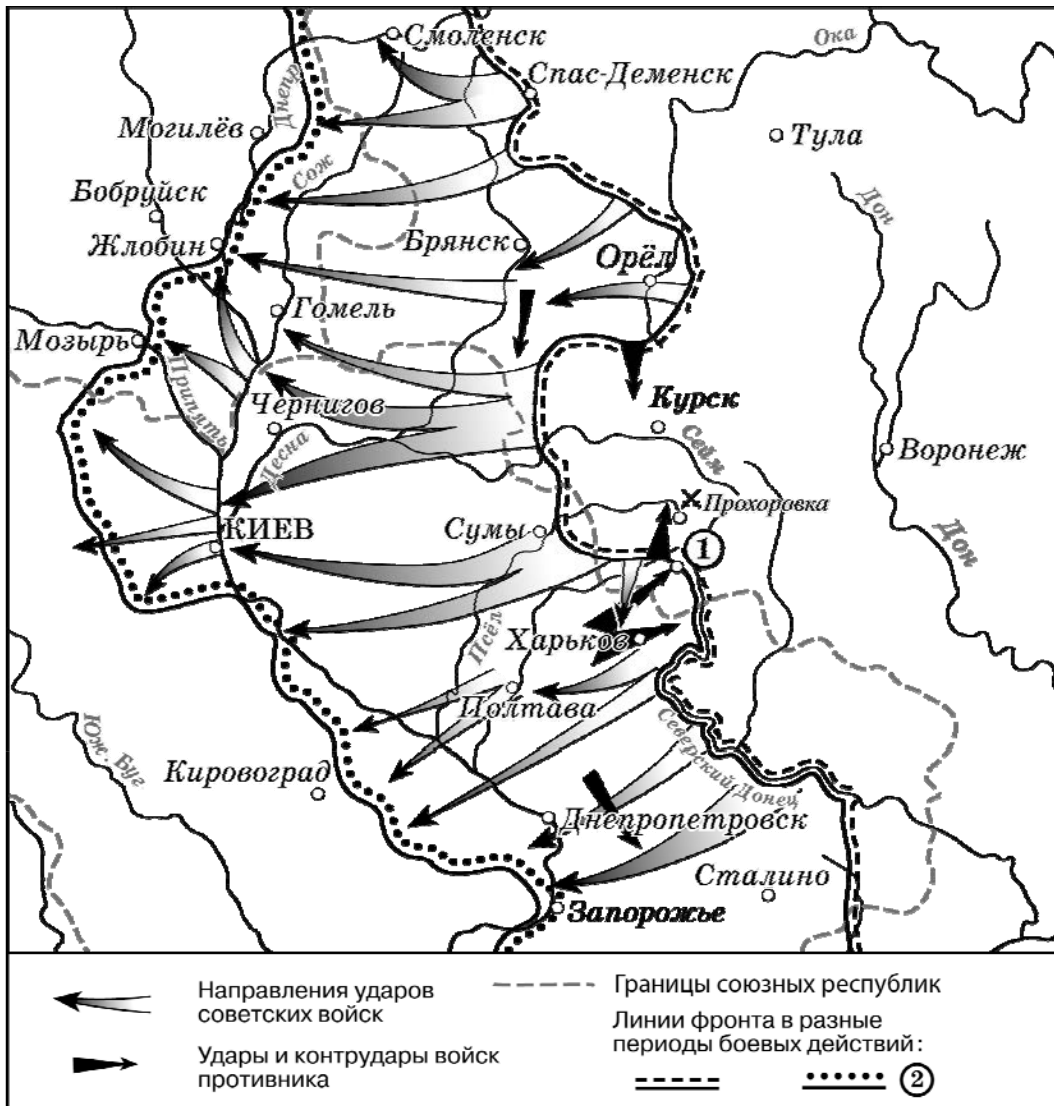 Смоленск
Ока
Спас-Деменск
Днепр
Могилёв
Тула
Сож
Бобруйск
Дон
Жлобин
Брянск
Орёл
Гомель
Мозырь
Припять
Чернигов
Курск
Десна
Сейм
Воронеж
Прохоровка
Сумы
КИЕВ
1
Дон
Псёл
Харьков
Полтава
Юж. Буг
Северский Донец
Кировоград
Днепропетровск
Сталино
Запорожье
Направления ударов
советских войск
Удары и контрудары войск
противника
Границы союзных республик
Линии фронта в разные
периоды боевых действий:
2